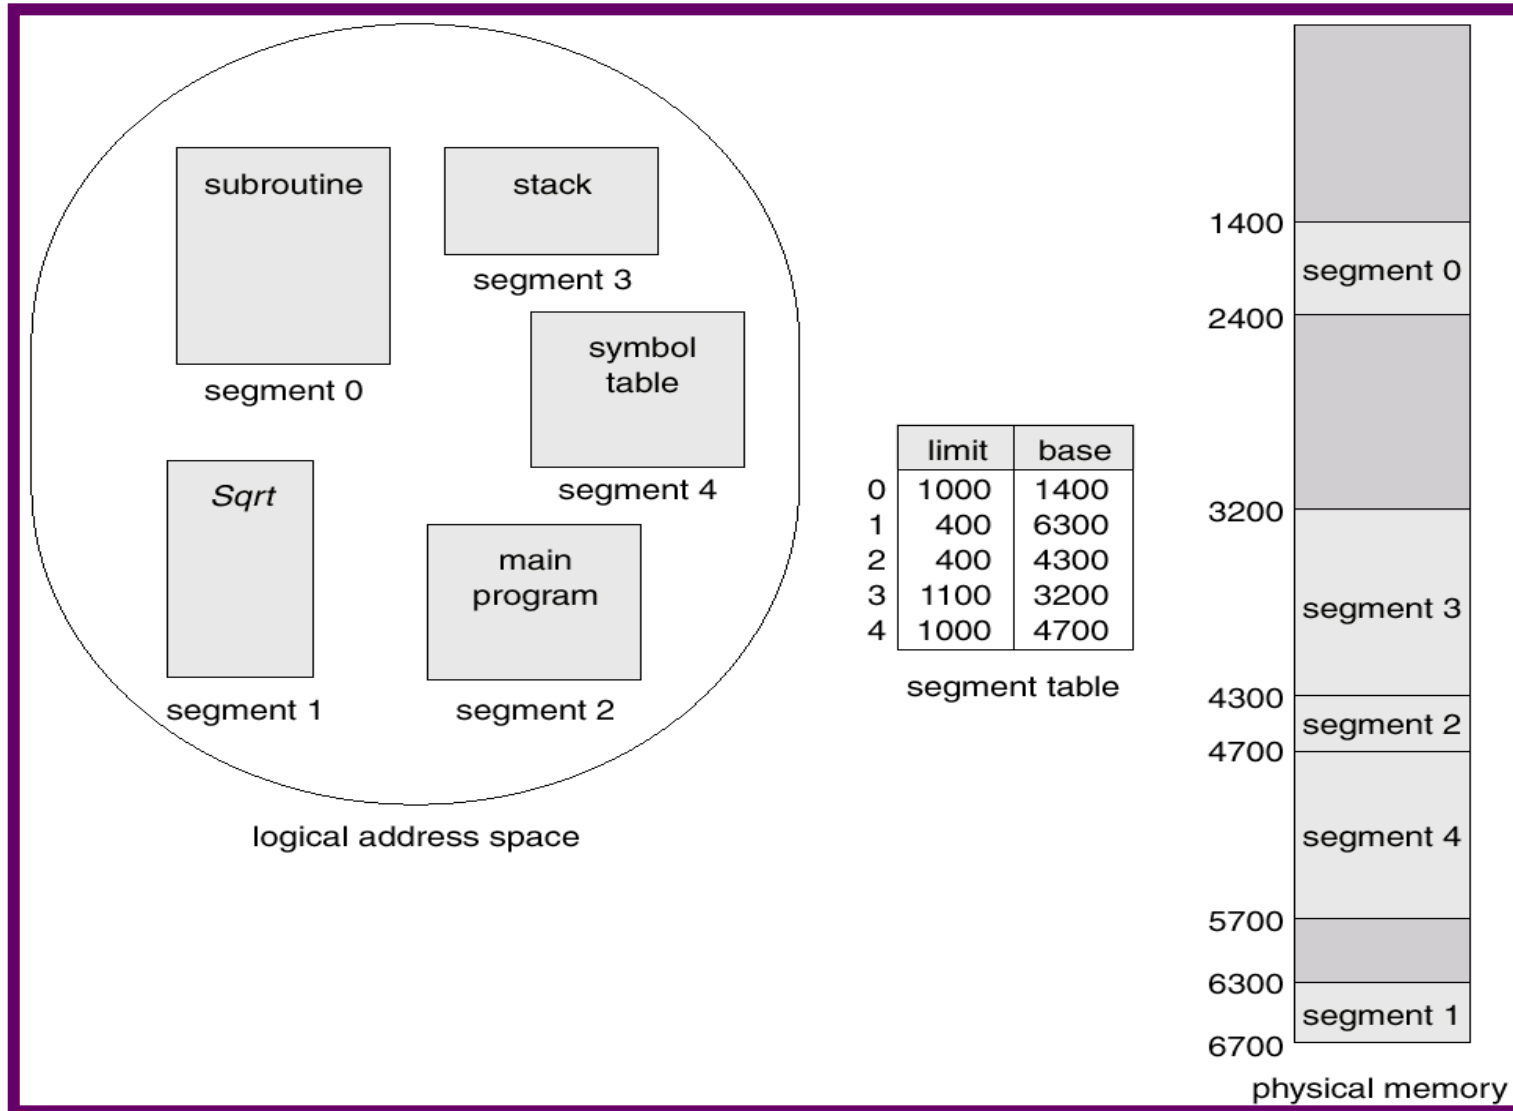 subroutine
segment 0
stack
segment 3
symbol
table
segment 4
Sqrt
segment 1
main
program
segment 2
logical address space
limit base
0 1000 1400
1 400 6300
2 400 4300
3 1100 3200
4 1000 4700
segment table
1400
segment 0
2400
3200
segment 3
4300
segment 2
4700
segment 4
5700
6300
segment 1
6700
physical memory